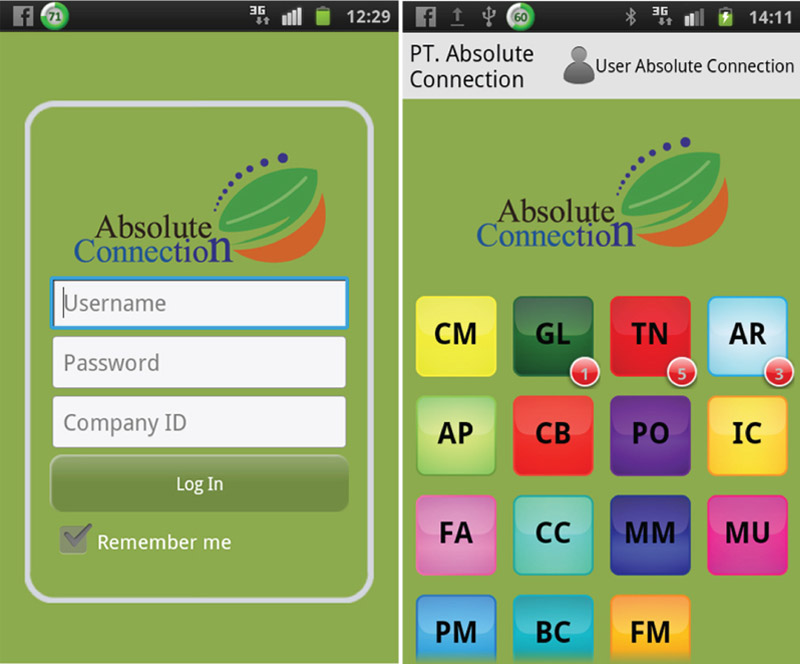 71
3G
12:29
Absolute
Connection
Username
Password
Company ID
Log In
Remember me
60
3G
14:11
PT. Absolute
Connection
User Absolute Connection
Absolute
Connection
CM GL TN AR
1 5 3
AP CB PO IC
FA CC MM MU
PM BC FM